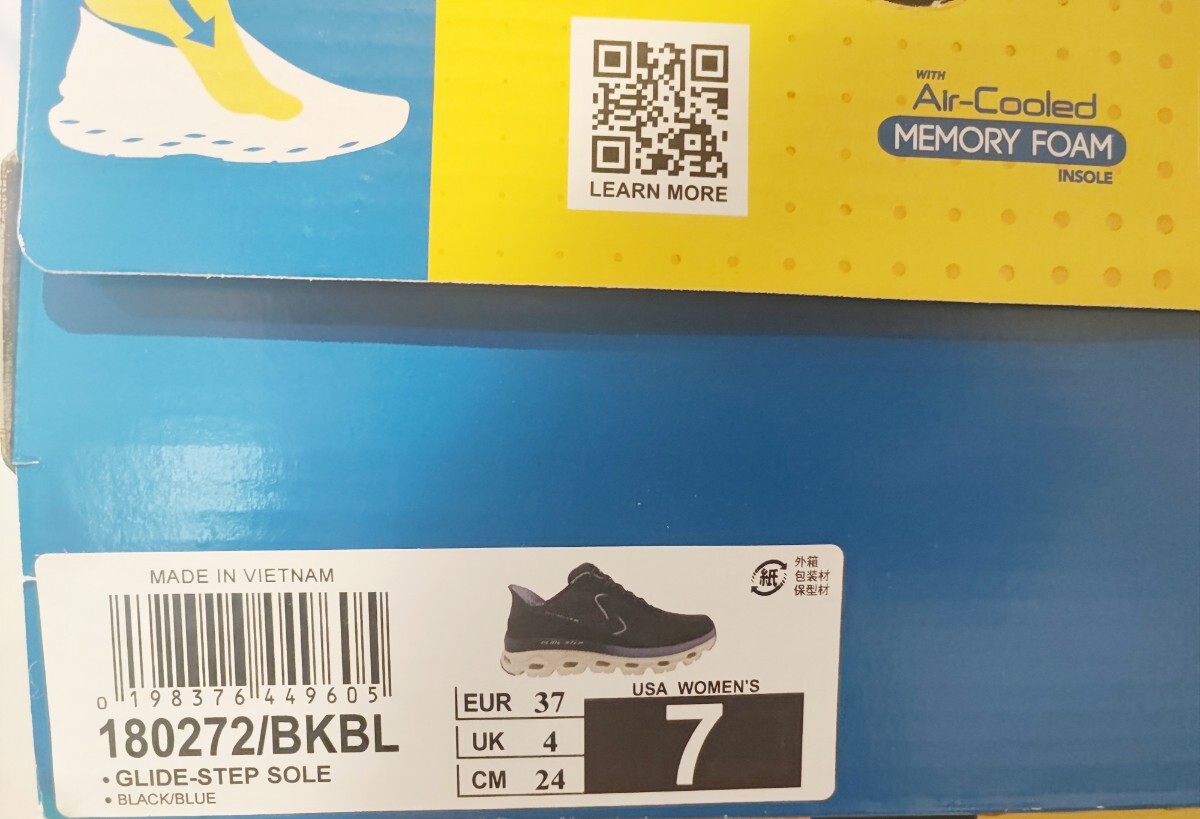 LEARN MORE
WITH
Air-Cooled
MEMORY FOAM
INSOLE
MADE IN VIETNAM
0 198376 449605
180272/BKBL
• GLIDE-STEP SOLE
• BLACK/BLUE
紙
外箱
包装材
保型材
EUR 37
UK 4
CM 24
USA WOMEN'S
7